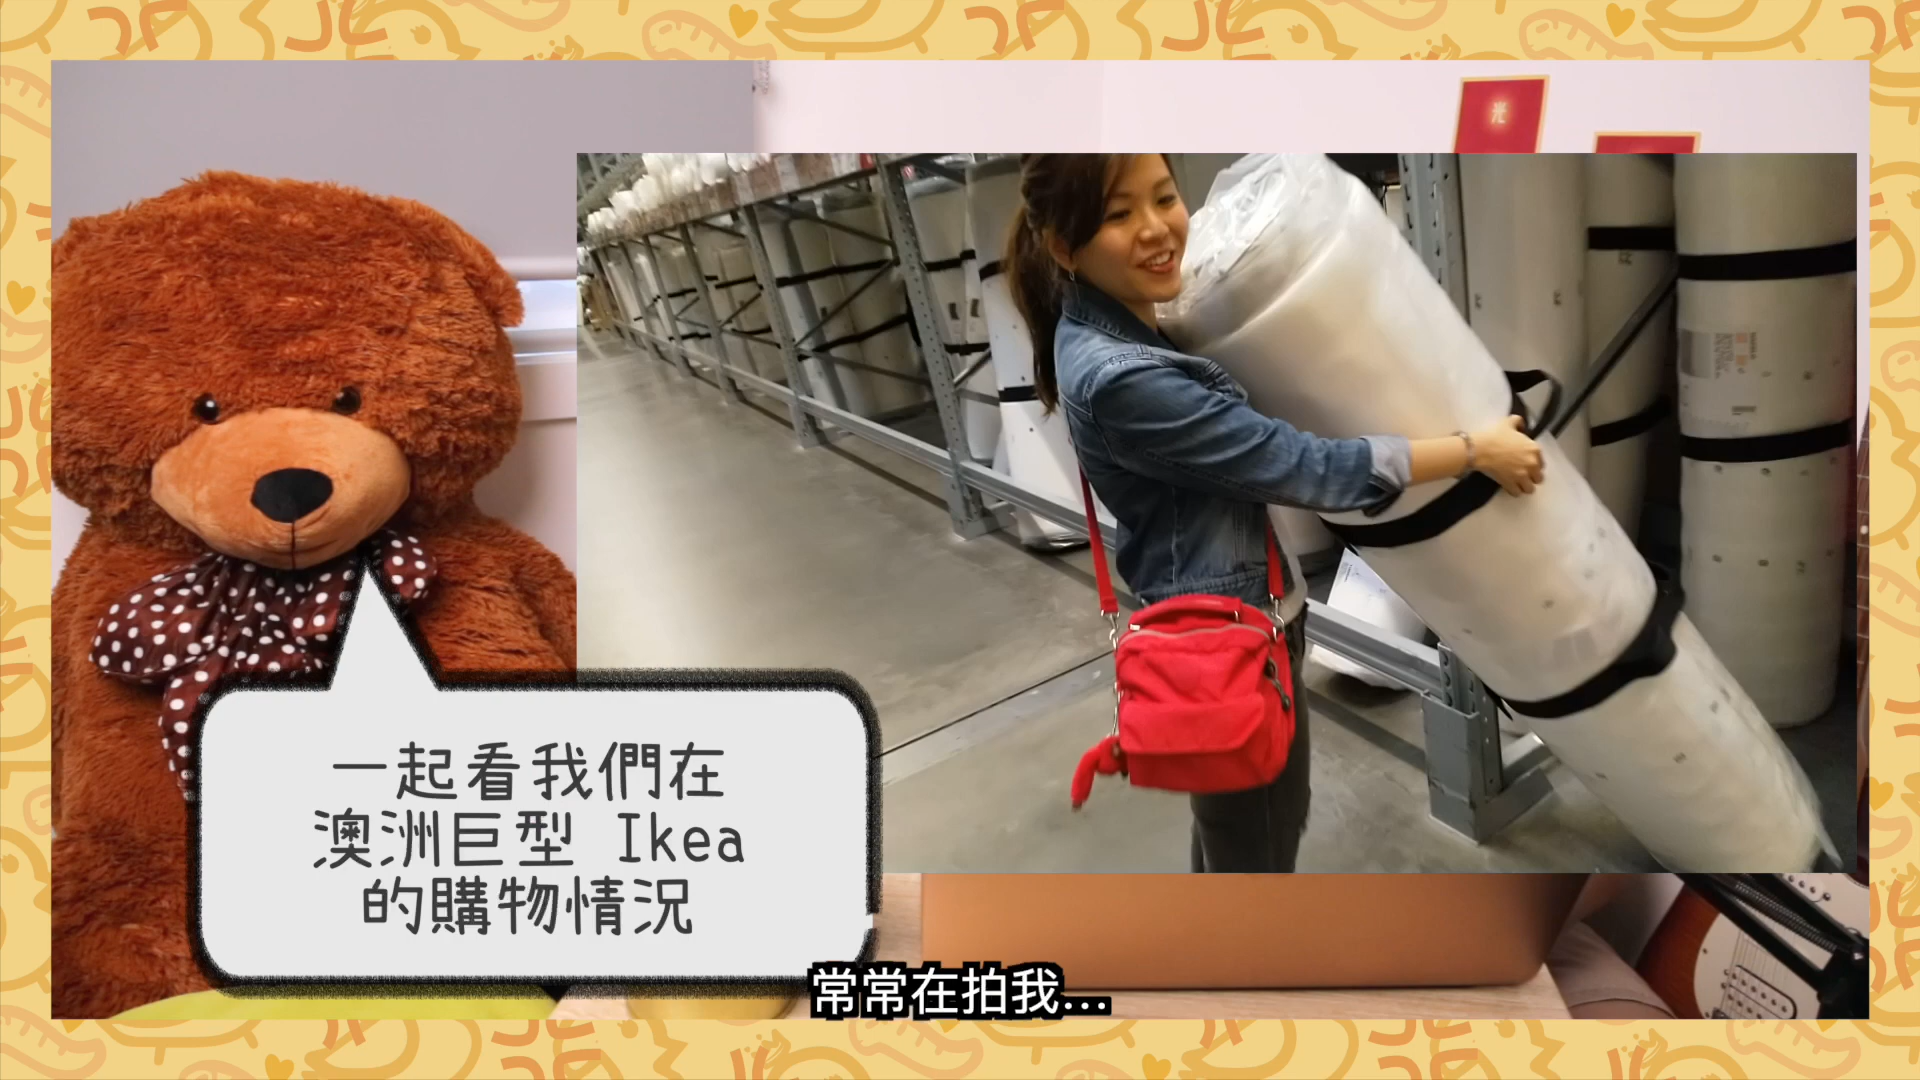 光
一起看我們在
澳洲巨型 Ikea
的購物情況
常常在拍我...